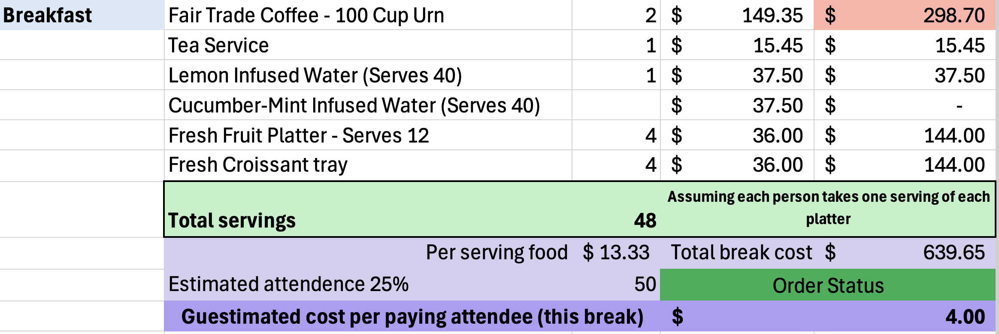 Breakfast Fair Trade Coffee - 100 Cup Urn 2 $ 149.35 $ 298.70
Tea Service 1 $ 15.45 $ 15.45
Lemon Infused Water (Serves 40) 1 $ 37.50 $ 37.50
Cucumber-Mint Infused Water (Serves 40) $ 37.50 $ -
Fresh Fruit Platter - Serves 12 4 $ 36.00 $ 144.00
Fresh Croissant tray 4 $ 36.00 $ 144.00
Total servings 48 Assuming each person takes one serving of each
platter
Per serving food $ 13.33 Total break cost $ 639.65
Estimated attendence 25% 50 Order Status
Guestimated cost per paying attendee (this break) $ 4.00